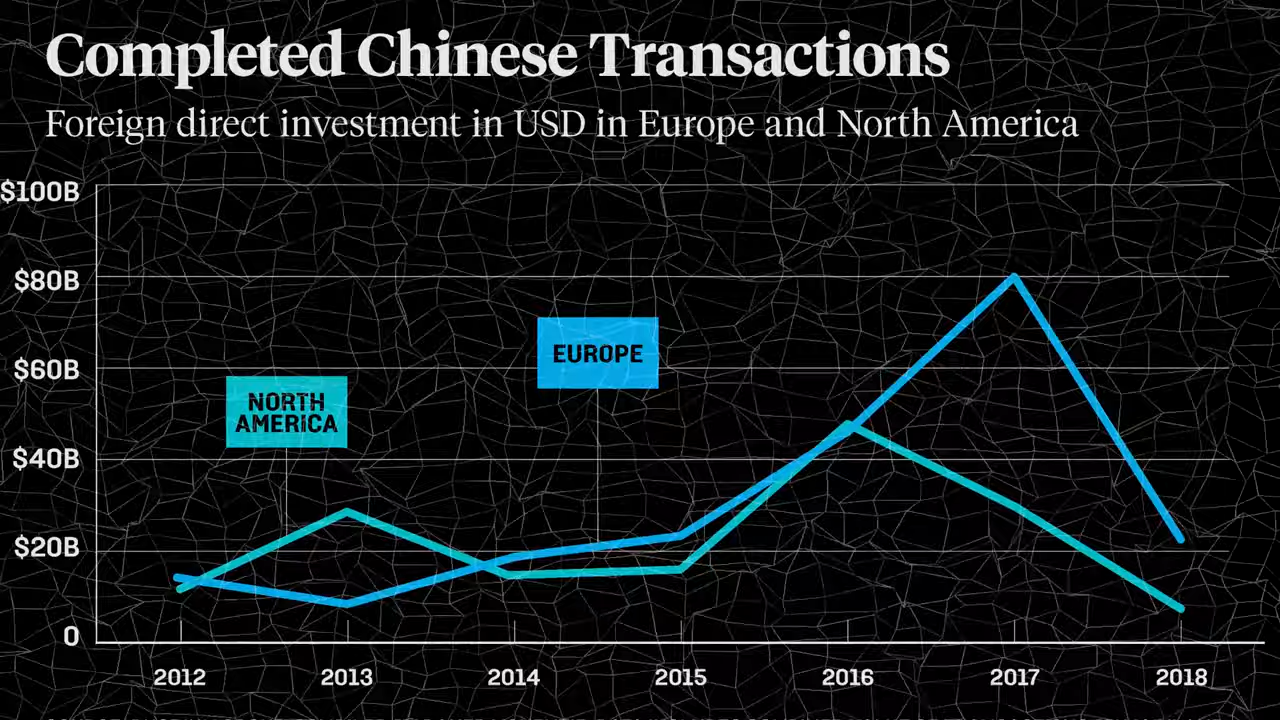 Completed Chinese Transactions
Foreign direct investment in USD in Europe and North America
$100B
$80B
$60B
$40B
$20B
0
NORTH
AMERICA
EUROPE
2012 2013 2014 2015 2016 2017 2018